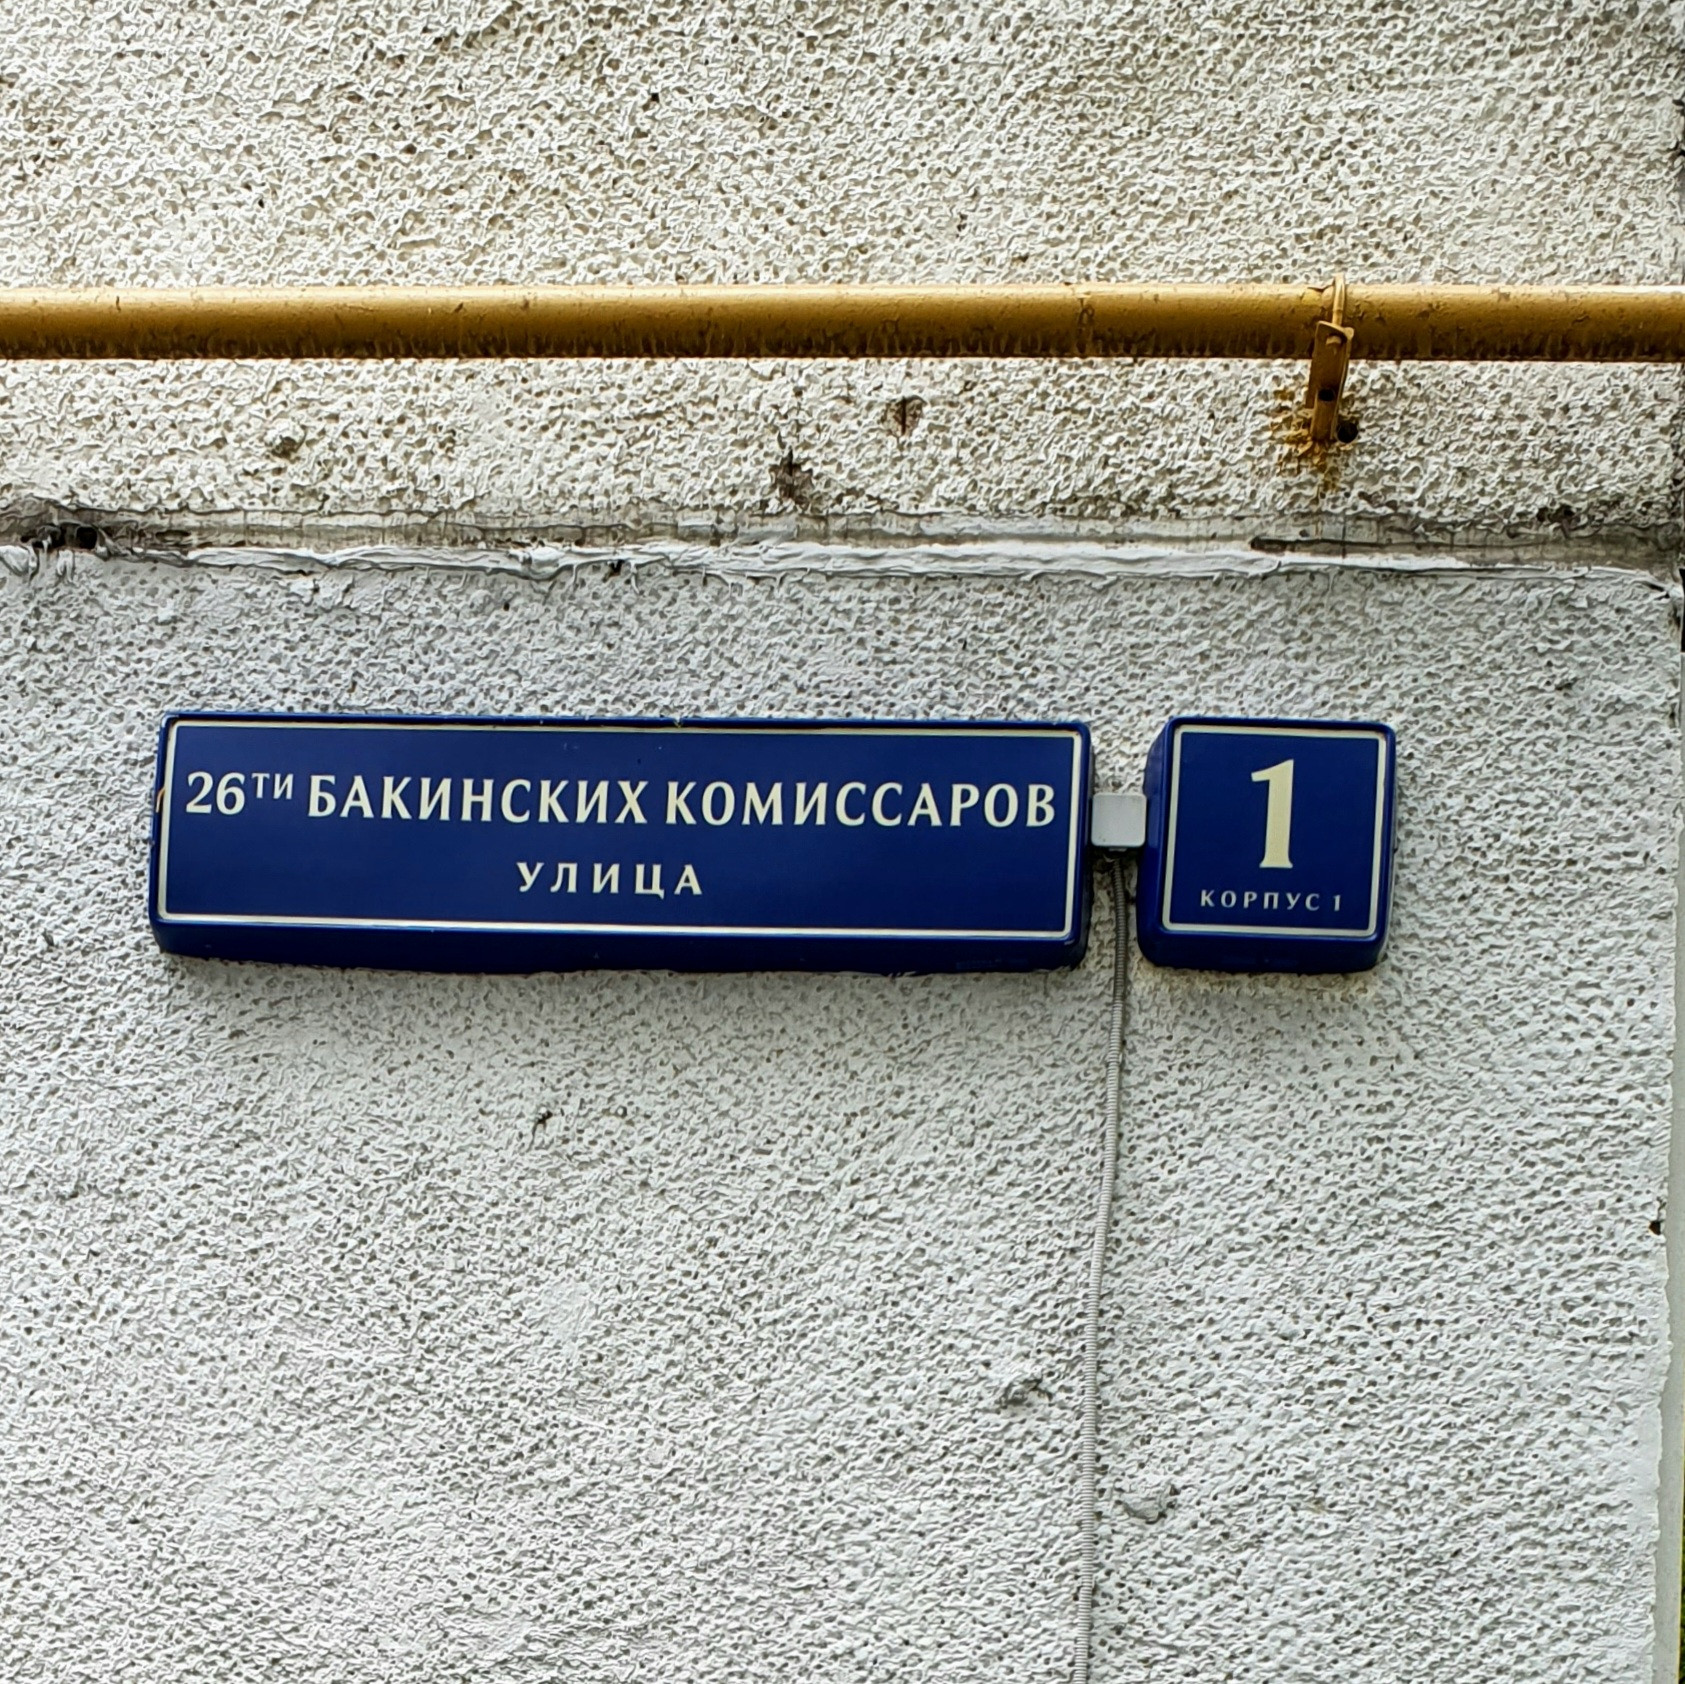 26ТИ БАКИНСКИХ КОМИССАРОВ
УЛИЦА
1
КОРПУС 1